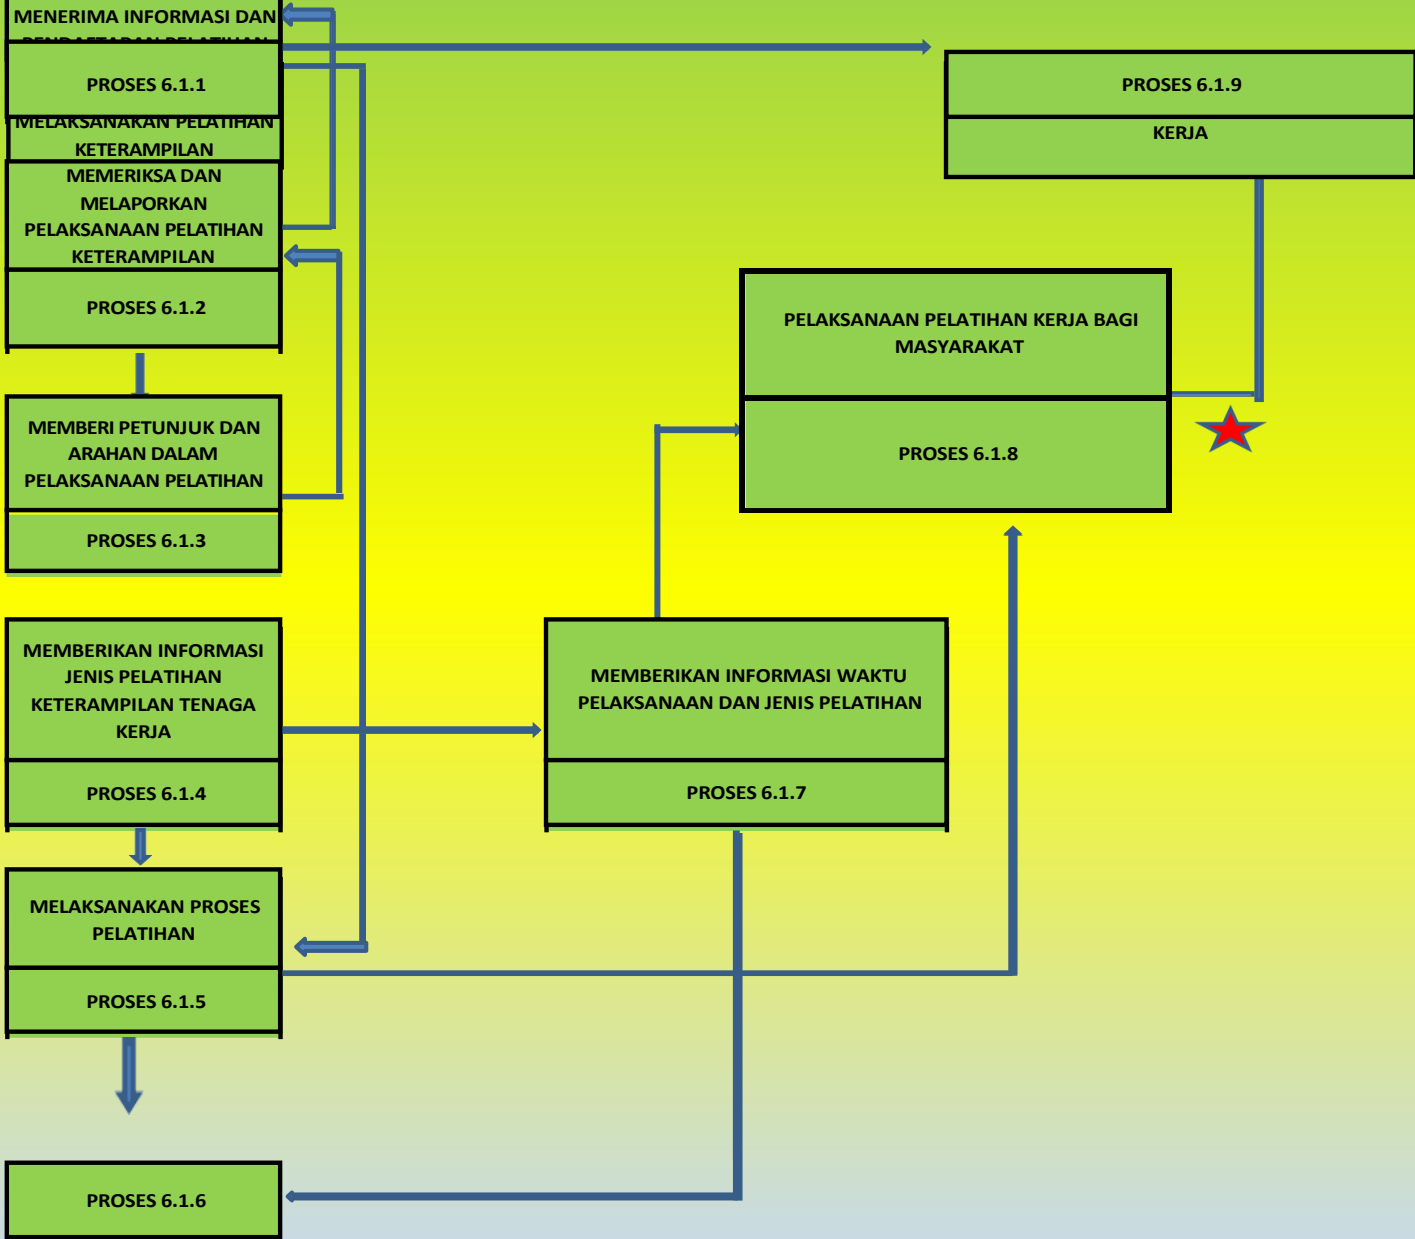 MENERIMA INFORMASI DAN
PENDAFTARAN PELATIHAN
PROSES 6.1.1
MELAKSANAKAN PELATIHAN
KETERAMPILAN
MEMERIKSA DAN
MELAPORKAN
PELAKSANAAN PELATIHAN
KETERAMPILAN
PROSES 6.1.2
MEMBERI PETUNJUK DAN
ARAHAN DALAM
PELAKSANAAN PELATIHAN
PROSES 6.1.3
MEMBERIKAN INFORMASI
JENIS PELATIHAN
KETERAMPILAN TENAGA
KERJA
PROSES 6.1.4
MELAKSANAKAN PROSES
PELATIHAN
PROSES 6.1.5
PROSES 6.1.6
MEMBERIKAN INFORMASI WAKTU
PELAKSANAAN DAN JENIS PELATIHAN
PROSES 6.1.7
PELAKSANAAN PELATIHAN KERJA BAGI
MASYARAKAT
PROSES 6.1.8
PROSES 6.1.9
KERJA